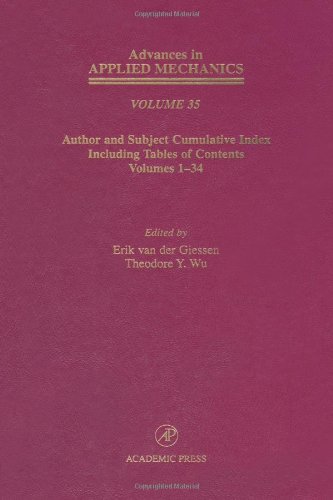 Advances in
APPLIED MECHANICS
VOLUME 35
Author and Subject Cumulative Index
Including Tables of Contents
Volumes 1–34
Edited by
Erik van der Giessen
Theodore Y. Wu
AP
ACADEMIC PRESS